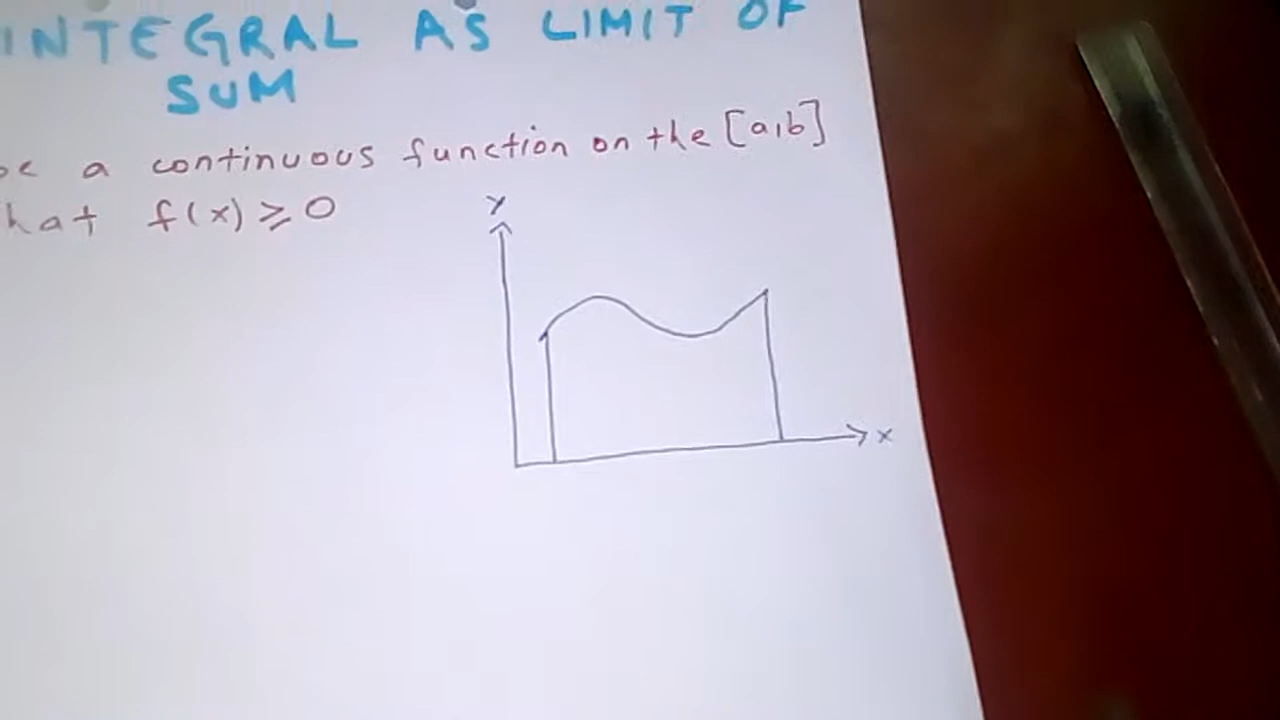 INTEGRAL AS LIMIT OF
SUM
a continuous function on the [a,b]
f(x) ≥ 0
y
x